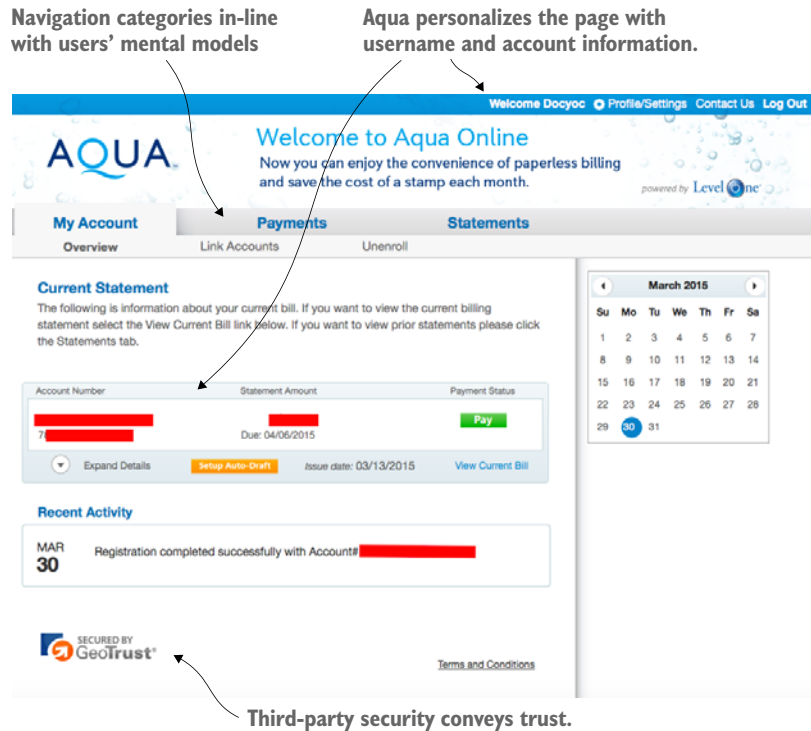 Navigation categories in-line
with users' mental models
Aqua personalizes the page with
username and account information.
Welcome Docyoc Profile/Settings Contact Us Log Out
AQUA
Welcome to Aqua Online
Now you can enjoy the convenience of paperless billing
and save the cost of a stamp each month.
powered by Level One
My Account Payments Statements
Overview Link Accounts Unenroll
Current Statement
The following is information about your current bill. If you want to view the current billing
statement select the View Current Bill link below. If you want to view prior statements please click
the Statements tab.
March 2015
Su Mo Tu We Th Fr Sa
1 2 3 4 5 6 7
8 9 10 11 12 13 14
15 16 17 18 19 20 21
22 23 24 25 26 27 28
29 30 31
Account Number Statement Amount Payment Status
Pay
Due: 04/06/2015
Expand Details Setup Auto-Draft Issue date: 03/13/2015 View Current Bill
Recent Activity
MAR
30
Registration completed successfully with Account#
SECURED BY
GeoTrust
Terms and Conditions
Third-party security conveys trust.